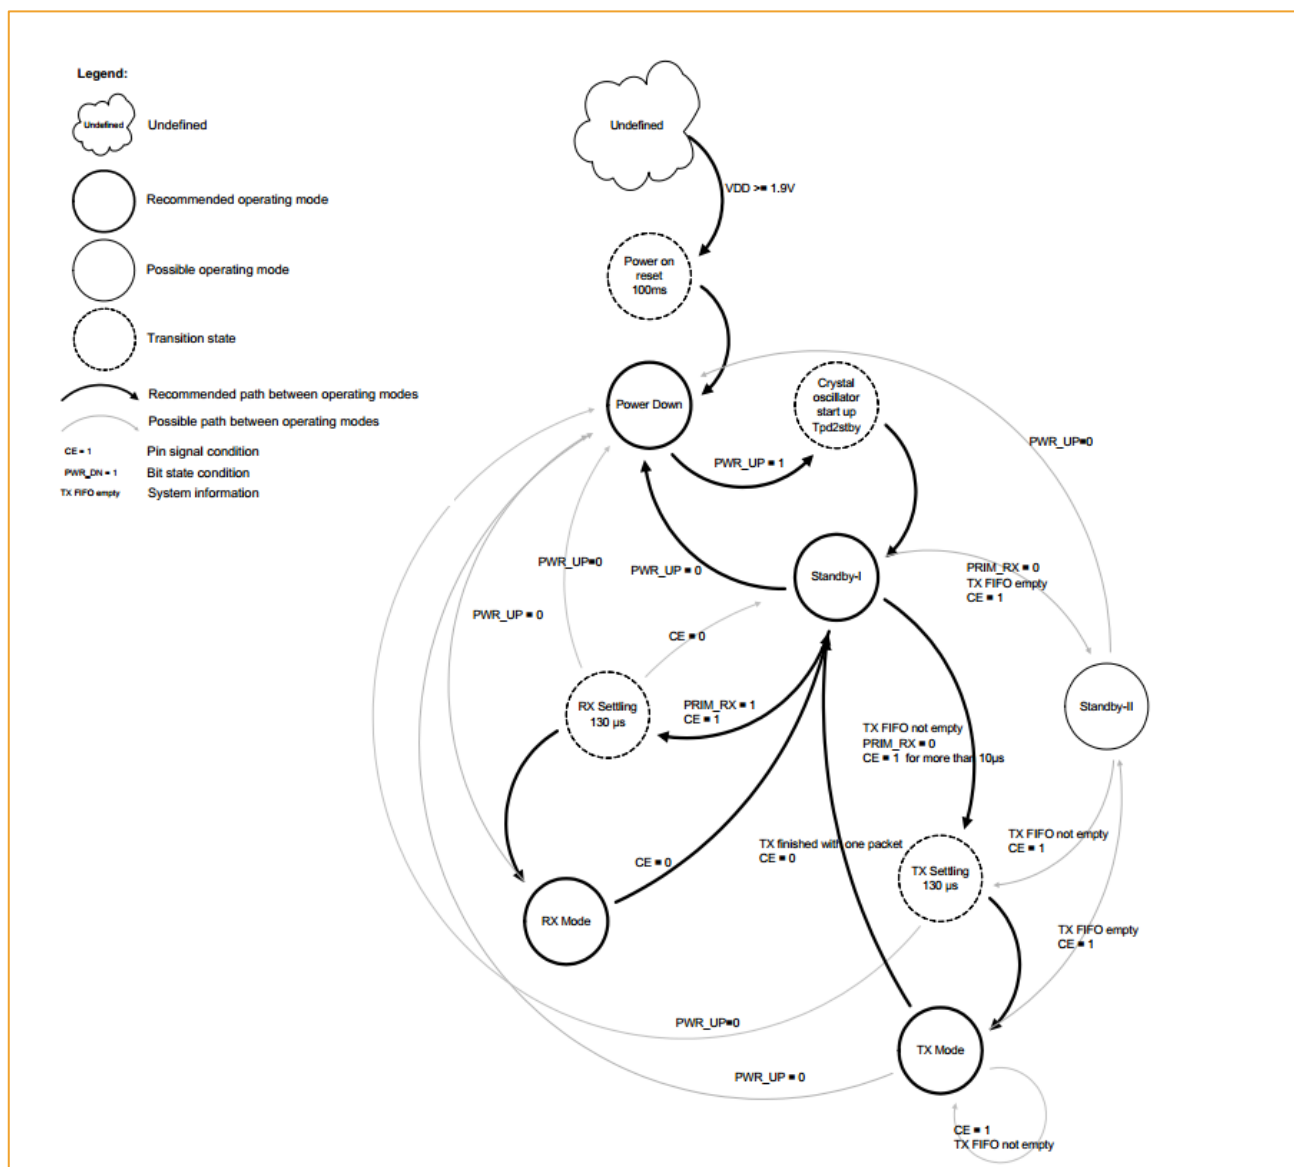 Legend:
Undefined
Undefined
Recommended operating mode
Possible operating mode
Transition state
Recommended path between operating modes
Possible path between operating modes
CE = 1
Pin signal condition
PWR_DN = 1
Bit state condition
TX FIFO empty
System information
Undefined
VDD >= 1.9V
Power on
reset
100ms
Power Down
Crystal
oscillator
start up
Tpd2stby
PWR_UP=0
PWR_UP = 1
PWR_UP=0
PWR_UP = 0
Standby-I
PRIM_RX = 0
TX FIFO empty
CE = 1
PWR_UP = 0
CE = 0
RX Settling
130 µs
PRIM_RX = 1
CE = 1
Standby-II
TX FIFO not empty
PRIM_RX = 0
CE = 1 for more than 10µs
TX FIFO not empty
CE = 1
TX finished with one packet
CE = 0
CE = 0
TX Settling
130 µs
RX Mode
TX FIFO empty
CE = 1
PWR_UP=0
TX Mode
PWR_UP = 0
CE = 1
TX FIFO not empty